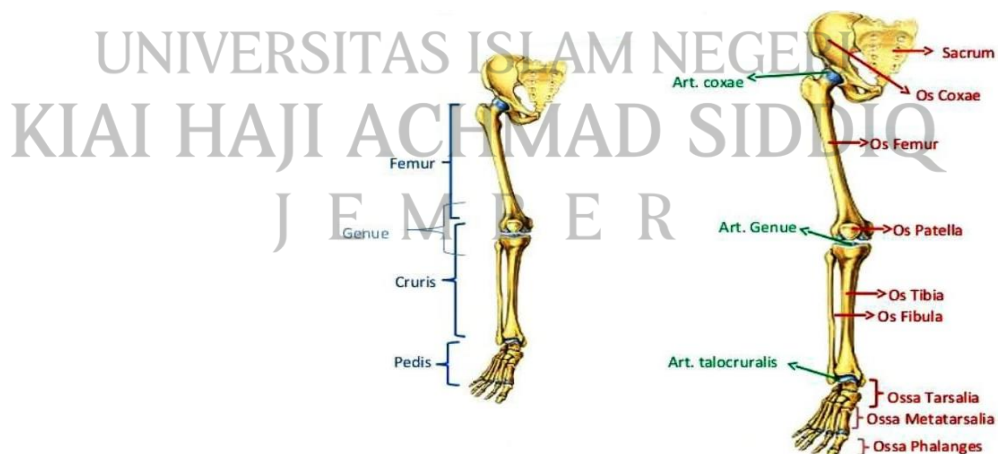 UNIVERSITAS ISLAM NEGERI
KIAI HAJI ACHMAD SIDDIQ
JEMBER
Femur
Genue
Cruris
Pedis
Art. coxae
Sacrum
Os Coxae
Os Femur
Art. Genue
Os Patella
Os Tibia
Os Fibula
Art. talocruralis
Ossa Tarsalia
Ossa Metatarsalia
Ossa Phalanges